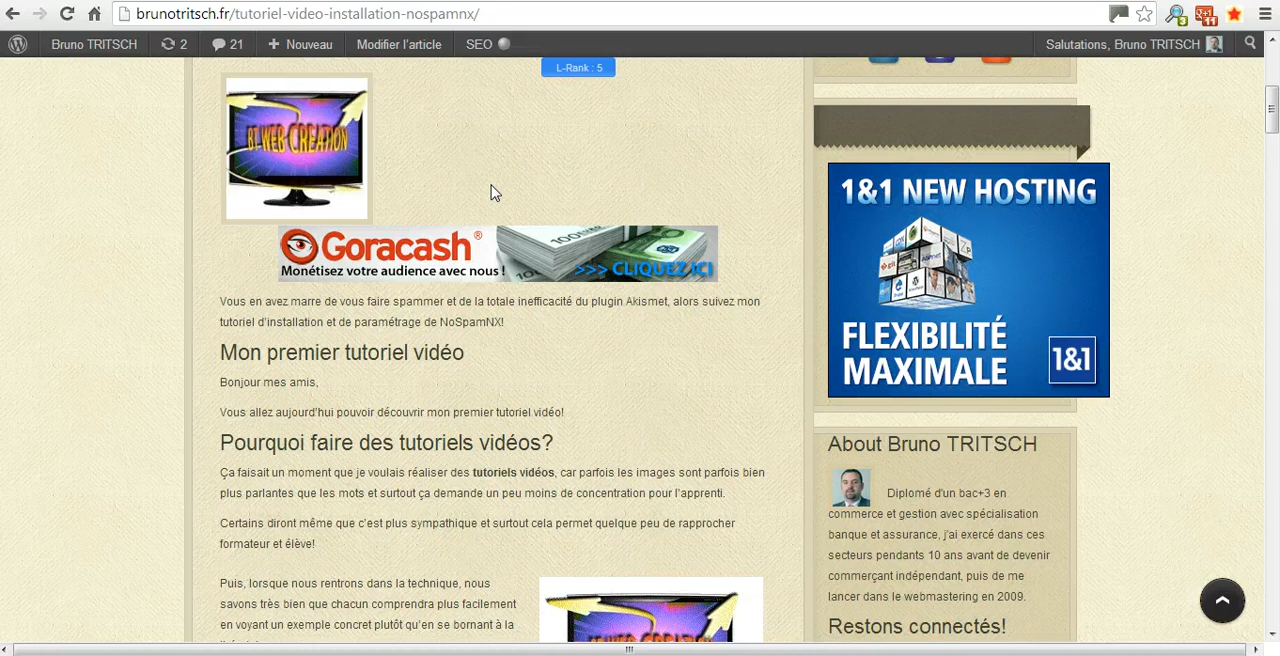 brunotritsch.fr/tutoriel-video-installation-nospamnx/
3
11
Bruno TRITSCH
2
21
+ Nouveau
Modifier l'article
SEO
Salutations, Bruno TRITSCH
L-Rank : 5
BT WEB CREATION
Goracash®
Monétisez votre audience avec nous !
>>> CLIQUEZ ICI
Vous en avez marre de vous faire spammer et de la totale inefficacité du plugin Akismet, alors suivez mon
tutoriel d'installation et de paramétrage de NoSpamNX!
Mon premier tutoriel vidéo
Bonjour mes amis,
Vous allez aujourd'hui pouvoir découvrir mon premier tutoriel vidéo!
Pourquoi faire des tutoriels vidéos?
Ça faisait un moment que je voulais réaliser des tutoriels vidéos, car parfois les images sont parfois bien
plus parlantes que les mots et surtout ça demande un peu moins de concentration pour l'apprenti.
Certains diront même que c'est plus sympathique et surtout cela permet quelque peu de rapprocher
formateur et élève!
Puis, lorsque nous rentrons dans la technique, nous
savons très bien que chacun comprendra plus facilement
en voyant un exemple concret plutôt qu'en se bornant à la
1&1 NEW HOSTING
FLEXIBILITÉ
MAXIMALE
1&1
About Bruno TRITSCH
Diplomé d'un bac+3 en
commerce et gestion avec spécialisation
banque et assurance, j'ai exercé dans ces
secteurs pendants 10 ans avant de devenir
commerçant indépendant, puis de me
lancer dans le webmastering en 2009.
Restons connectés!